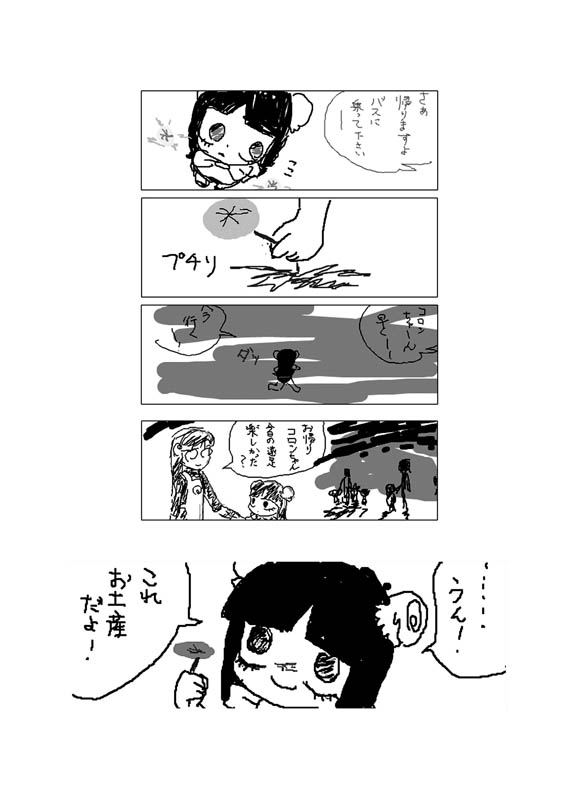 さぁ
帰りますよ
バスに
乗って下さい
ー
プチリ
コロン
ちゃーん
早くー
行く
ダッ
お帰り
コロンちゃん
今日の遠足
楽しかった
?
‥‥‥
うん!
これ
お土産
だよ!